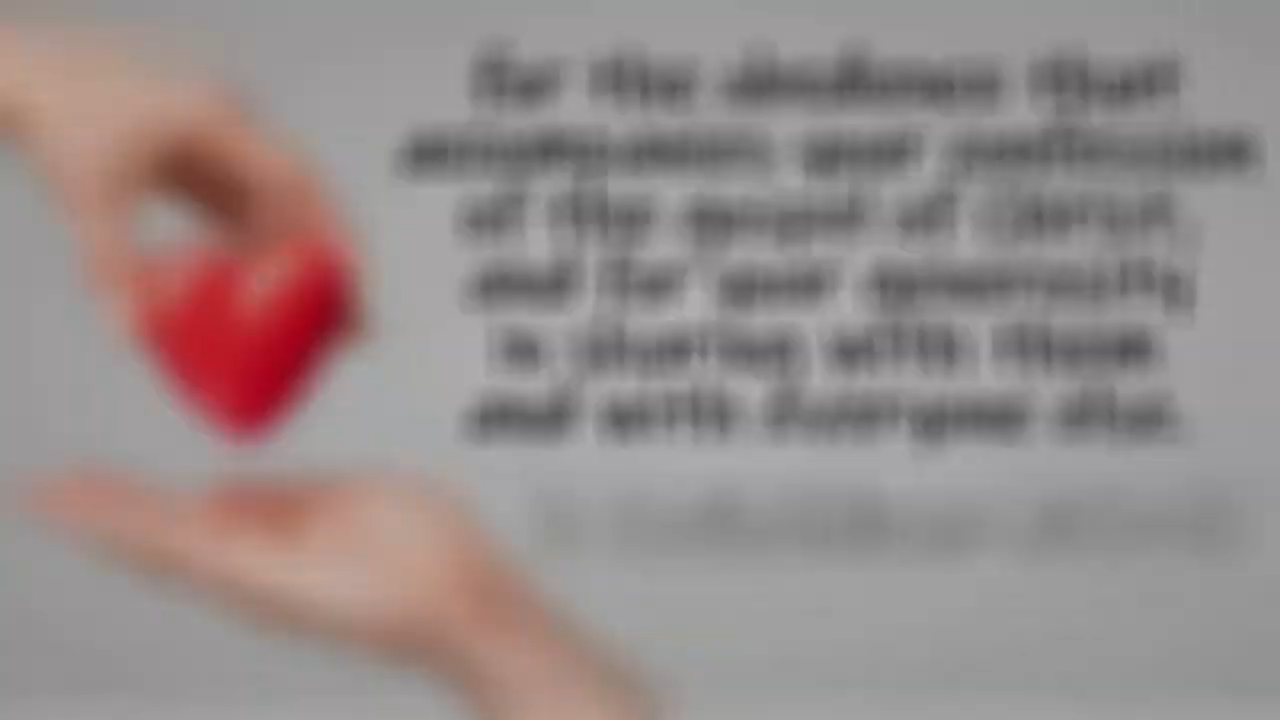 for the obedience that
accompanies your confession
of the gospel of Christ,
and for your generosity
in sharing with them
and with everyone else.